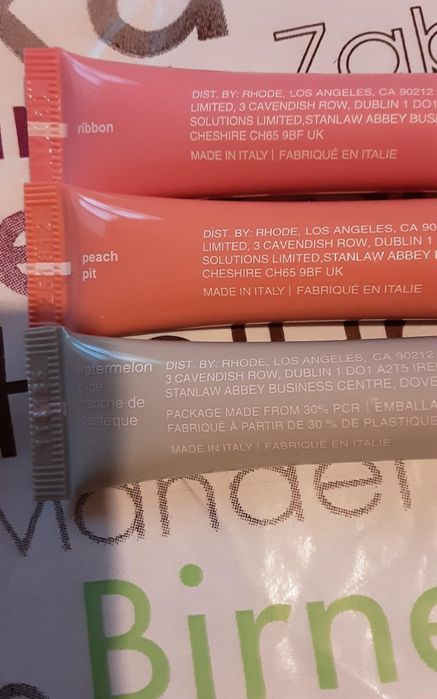 Zab
ribbon
DIST. BY: RHODE, LOS ANGELES, CA 90212
LIMITED, 3 CAVENDISH ROW, DUBLIN 1 DO1
SOLUTIONS LIMITED,STANLAW ABBEY BUSI
CHESHIRE CH65 9BF UK
MADE IN ITALY | FABRIQUÉ EN ITALIE
peach
pit
DIST. BY: RHODE, LOS ANGELES, CA 90
LIMITED, 3 CAVENDISH ROW, DUBLIN 1
SOLUTIONS LIMITED,STANLAW ABBEY
CHESHIRE CH65 9BF UK
MADE IN ITALY | FABRIQUÉ EN ITALIE
watermelon
slice
tranche de
pastèque
DIST. BY: RHODE, LOS ANGELES, CA 90212
3 CAVENDISH ROW, DUBLIN 1 DO1 A2T5 IRE
STANLAW ABBEY BUSINESS CENTRE, DOVE
PACKAGE MADE FROM 30% PCR | EMBALLA
FABRIQUÉ À PARTIR DE 30 % DE PLASTIQUE
MADE IN ITALY | FABRIQUÉ EN ITALIE
Mandel
Birne